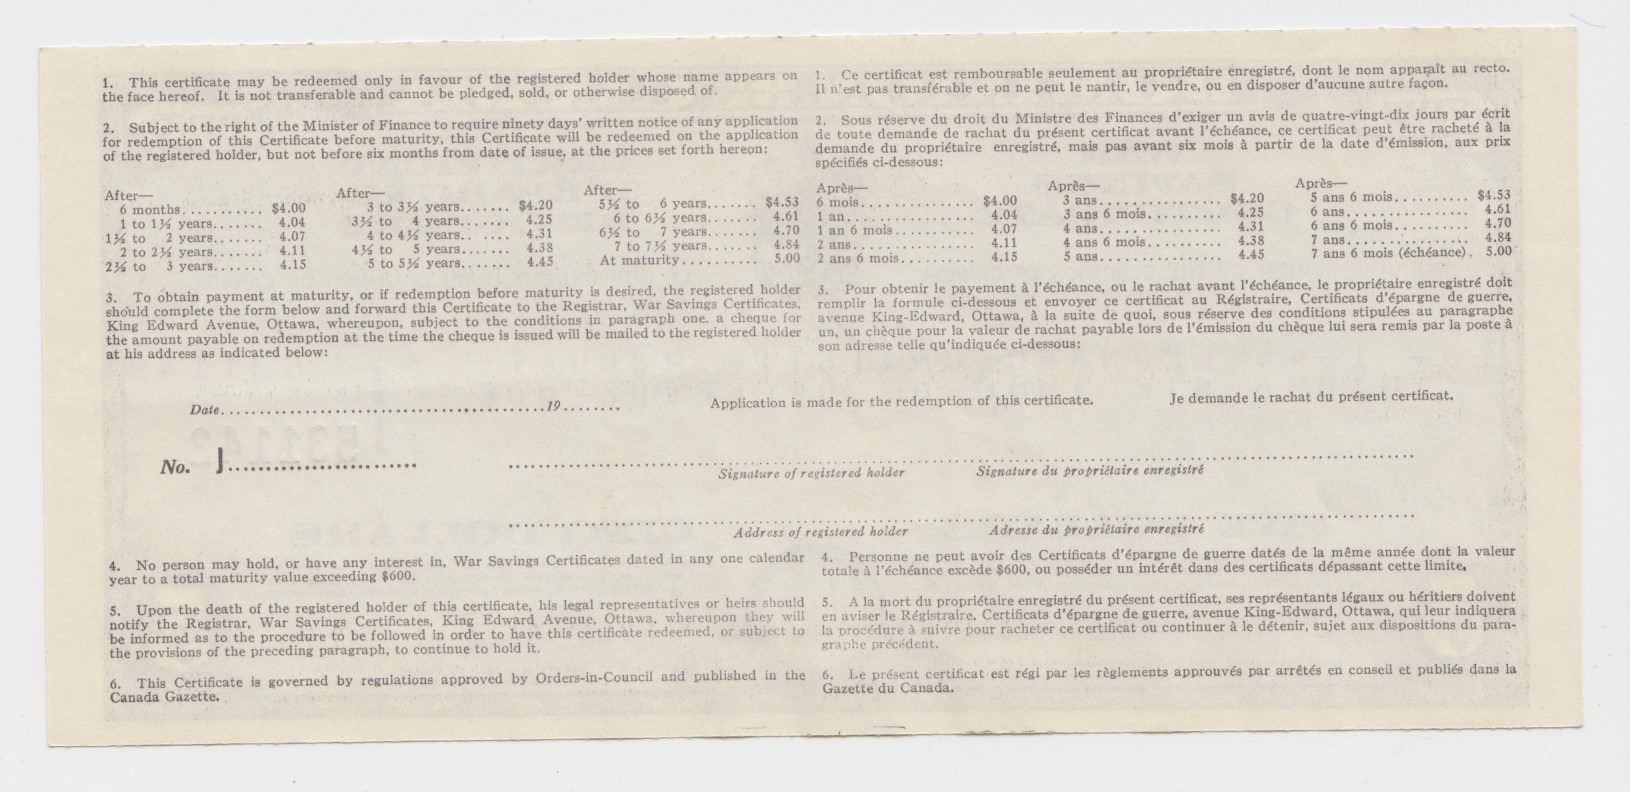 1. This certificate may be redeemed only in favour of the registered holder whose name appears on
the face hereof. It is not transferable and cannot be pledged, sold, or otherwise disposed of.
2. Subject to the right of the Minister of Finance to require ninety days' written notice of any application
for redemption of this Certificate before maturity, this Certificate will be redeemed on the application
of the registered holder, but not before six months from date of issue, at the prices set forth hereon:
After—
6 months........... $4.00
1 to 1½ years....... 4.04
1½ to 2 years....... 4.07
2 to 2½ years....... 4.11
2½ to 3 years....... 4.15
After—
3 to 3½ years....... $4.20
3½ to 4 years....... 4.25
4 to 4½ years....... 4.31
4½ to 5 years....... 4.38
5 to 5½ years....... 4.45
After—
5½ to 6 years....... $4.53
6 to 6½ years....... 4.61
6½ to 7 years....... 4.70
7 to 7½ years....... 4.84
At maturity.......... 5.00
3. To obtain payment at maturity, or if redemption before maturity is desired, the registered holder
should complete the form below and forward this Certificate to the Registrar, War Savings Certificates,
King Edward Avenue, Ottawa, whereupon, subject to the conditions in paragraph one, a cheque for
the amount payable on redemption at the time the cheque is issued will be mailed to the registered holder
at his address as indicated below:
1. Ce certificat est remboursable seulement au propriétaire enregistré, dont le nom apparaît au recto.
Il n'est pas transférable et on ne peut le nantir, le vendre, ou en disposer d'aucune autre façon.
2. Sous réserve du droit du Ministre des Finances d'exiger un avis de quatre-vingt-dix jours par écrit
de toute demande de rachat du présent certificat avant l'échéance, ce certificat peut être racheté à la
demande du propriétaire enregistré, mais pas avant six mois à partir de la date d'émission, aux prix
spécifiés ci-dessous:
Après—
6 mois............... $4.00
1 an................. 4.04
1 an 6 mois........... 4.07
2 ans................ 4.11
2 ans 6 mois.......... 4.15
Après—
3 ans................ $4.20
3 ans 6 mois.......... 4.25
4 ans................ 4.31
4 ans 6 mois.......... 4.38
5 ans................ 4.45
Après—
5 ans 6 mois.......... $4.53
6 ans................ 4.61
6 ans 6 mois.......... 4.70
7 ans................ 4.84
7 ans 6 mois (échéance). 5.00
3. Pour obtenir le payement à l'échéance, ou le rachat avant l'échéance, le propriétaire enregistré doit
remplir la formule ci-dessous et envoyer ce certificat au Régistraire, Certificats d'épargne de guerre,
avenue King-Edward, Ottawa, à la suite de quoi, sous réserve des conditions stipulées au paragraphe
un, un chèque pour la valeur de rachat payable lors de l'émission du chèque lui sera remis par la poste à
son adresse telle qu'indiquée ci-dessous:
Date..........................................19........
Application is made for the redemption of this certificate. Je demande le rachat du présent certificat.
No. J.........................
Signature of registered holder Signature du propriétaire enregistré
Address of registered holder Adresse du propriétaire enregistré
4. No person may hold, or have any interest in, War Savings Certificates dated in any one calendar
year to a total maturity value exceeding $600.
5. Upon the death of the registered holder of this certificate, his legal representatives or heirs should
notify the Registrar, War Savings Certificates, King Edward Avenue, Ottawa, whereupon they will
be informed as to the procedure to be followed in order to have this certificate redeemed, or subject to
the provisions of the preceding paragraph, to continue to hold it.
6. This Certificate is governed by regulations approved by Orders-in-Council and published in the
Canada Gazette.
4. Personne ne peut avoir des Certificats d'épargne de guerre datés de la même année dont la valeur
totale à l'échéance excède $600, ou posséder un intérêt dans des certificats dépassant cette limite.
5. A la mort du propriétaire enregistré du présent certificat, ses représentants légaux ou héritiers doivent
en aviser le Régistraire, Certificats d'épargne de guerre, avenue King-Edward, Ottawa, qui leur indiquera
la procédure à suivre pour racheter ce certificat ou continuer à le détenir, sujet aux dispositions du para-
graphe précédent.
6. Le présent certificat est régi par les règlements approuvés par arrêtés en conseil et publiés dans la
Gazette du Canada.